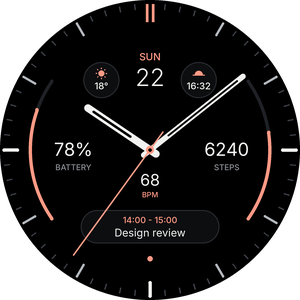 SUN
22
18°
16:32
78%
BATTERY
6240
STEPS
68
BPM
14:00 - 15:00
Design review